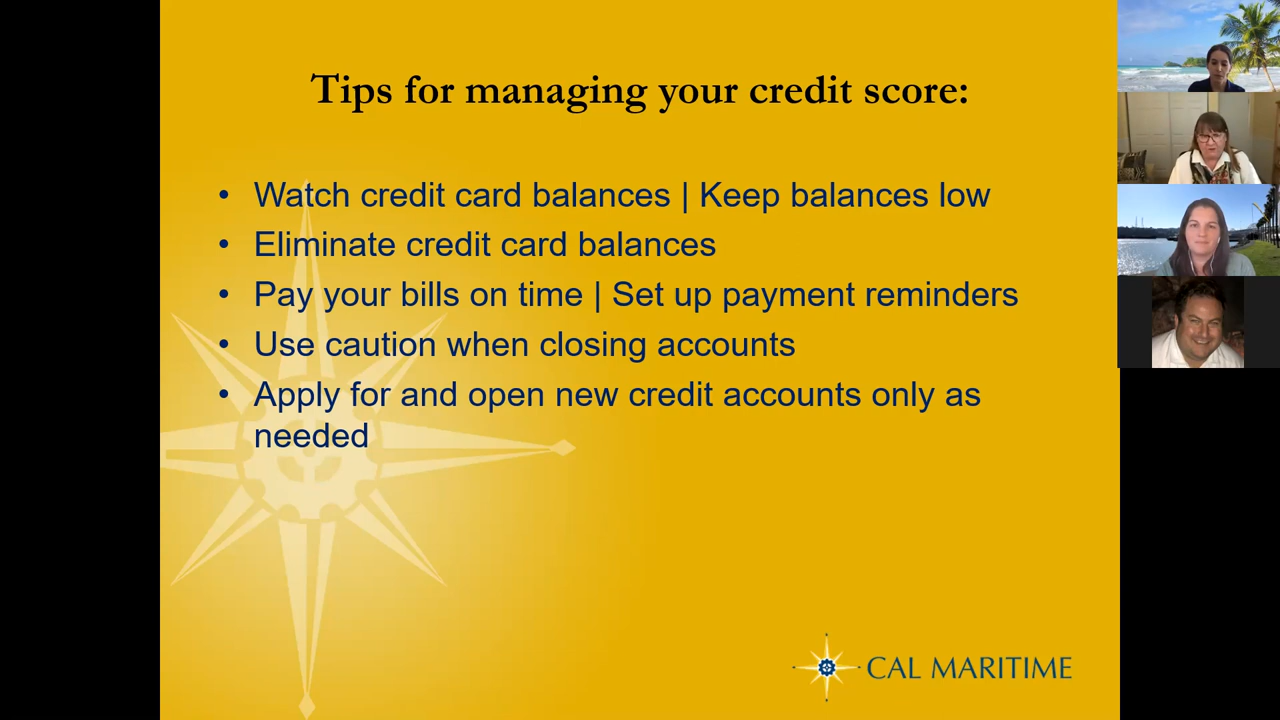 Tips for managing your credit score:
• Watch credit card balances | Keep balances low
• Eliminate credit card balances
• Pay your bills on time | Set up payment reminders
• Use caution when closing accounts
• Apply for and open new credit accounts only as
needed
CAL MARITIME